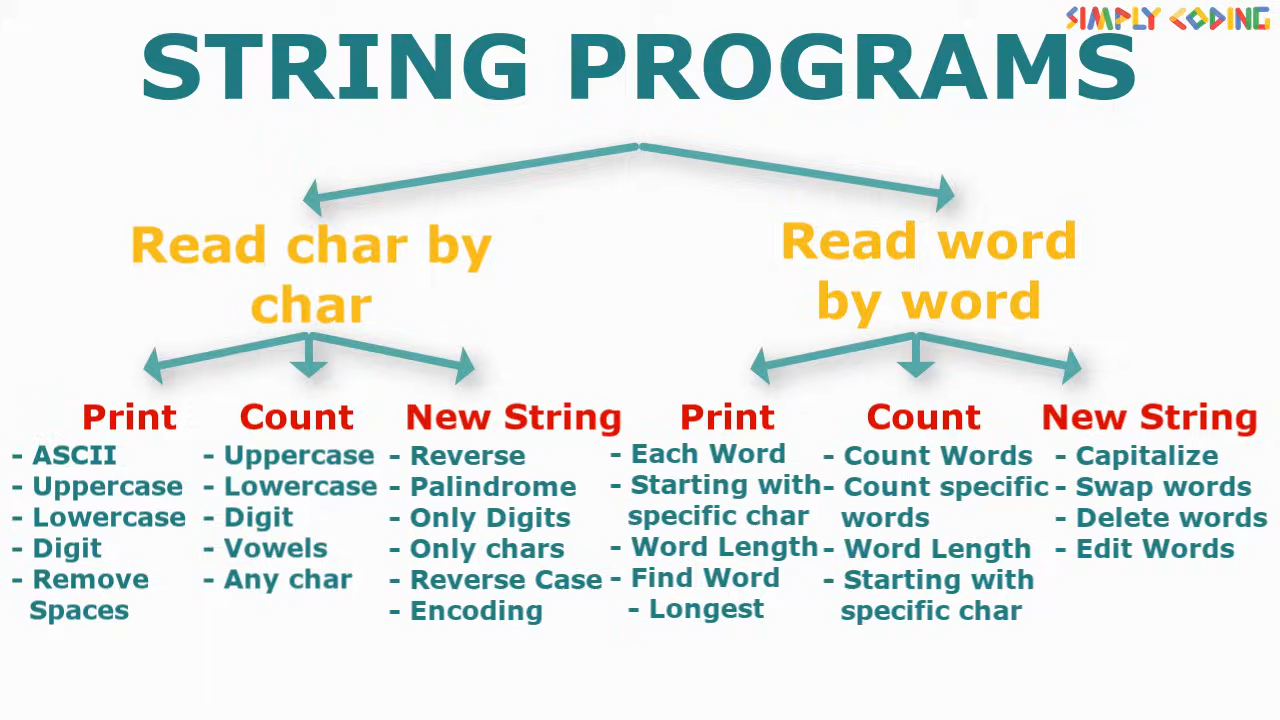 SIMPLY CODING
STRING PROGRAMS
Read char by
char
Read word
by word
Print
- ASCII
- Uppercase
- Lowercase
- Digit
- Remove
Spaces
Count
- Uppercase
- Lowercase
- Digit
- Vowels
- Any char
New String
- Reverse
- Palindrome
- Only Digits
- Only chars
- Reverse Case
- Encoding
Print
- Each Word
- Starting with
specific char
- Word Length
- Find Word
- Longest
Count
- Count Words
- Count specific
words
- Word Length
- Starting with
specific char
New String
- Capitalize
- Swap words
- Delete words
- Edit Words